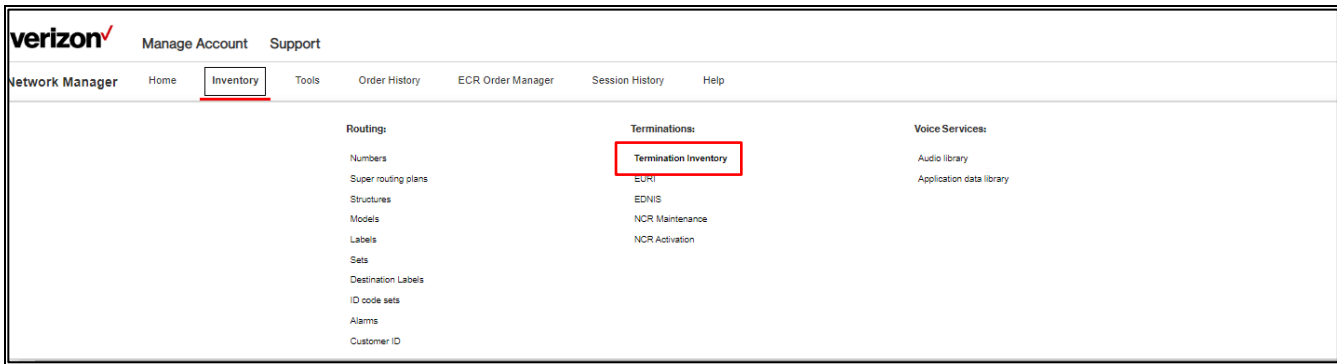 verizon✓
Manage Account Support
Network Manager Home Inventory Tools Order History ECR Order Manager Session History Help
Routing:
Numbers
Super routing plans
Structures
Models
Labels
Sets
Destination Labels
ID code sets
Alarms
Customer ID
Terminations:
Termination Inventory
EURI
EDNIS
NCR Maintenance
NCR Activation
Voice Services:
Audio library
Application data library